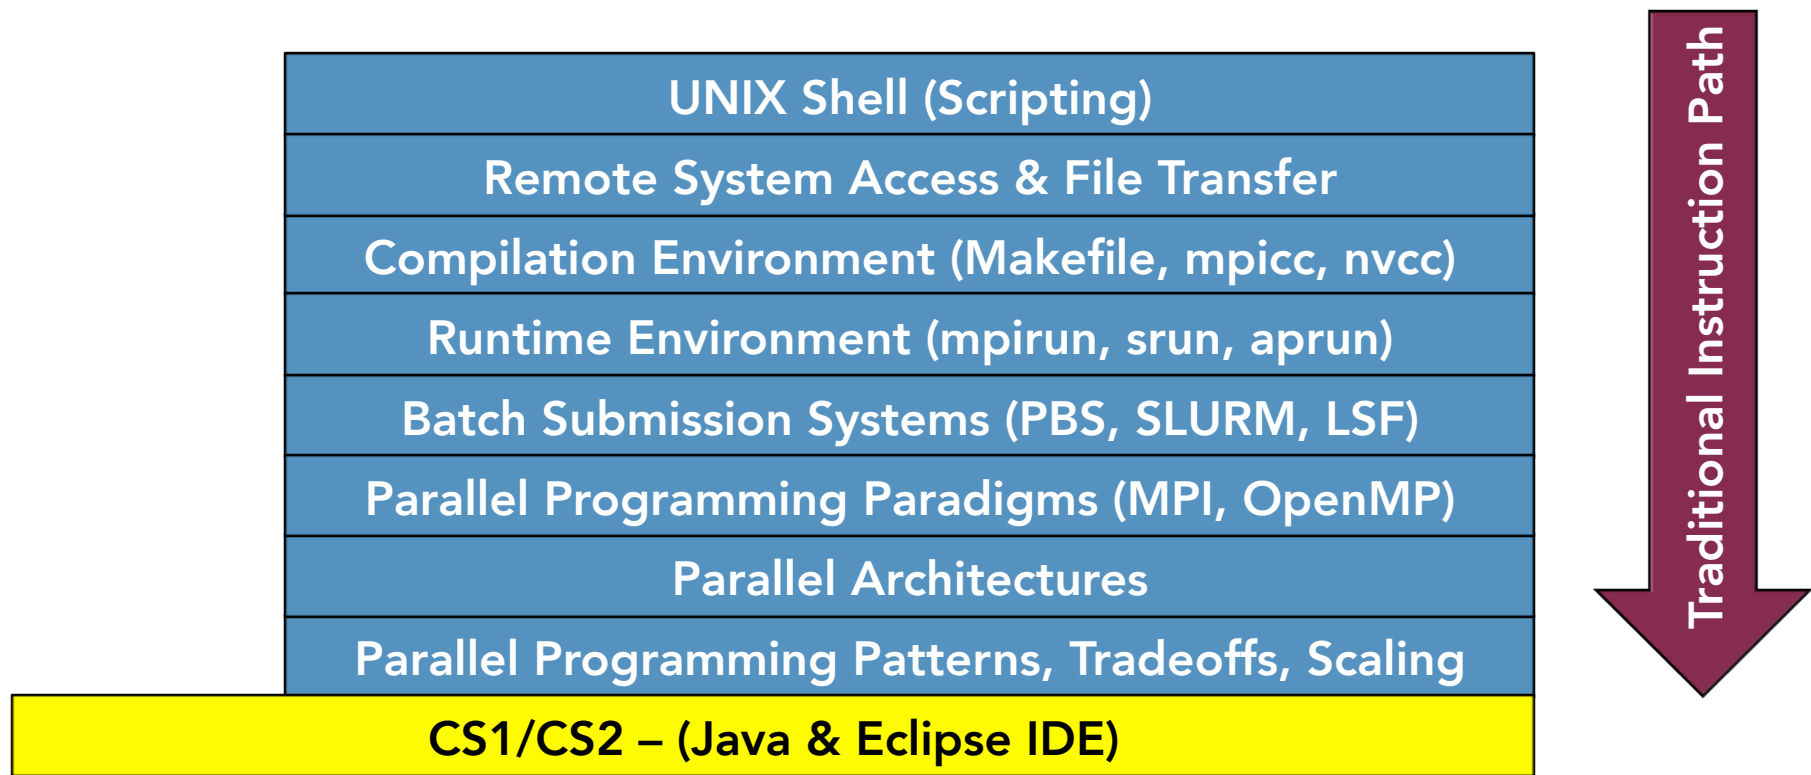 UNIX Shell (Scripting)
Remote System Access & File Transfer
Compilation Environment (Makefile, mpicc, nvcc)
Runtime Environment (mpirun, srun, aprun)
Batch Submission Systems (PBS, SLURM, LSF)
Parallel Programming Paradigms (MPI, OpenMP)
Parallel Architectures
Parallel Programming Patterns, Tradeoffs, Scaling
CS1/CS2 – (Java & Eclipse IDE)
Traditional Instruction Path